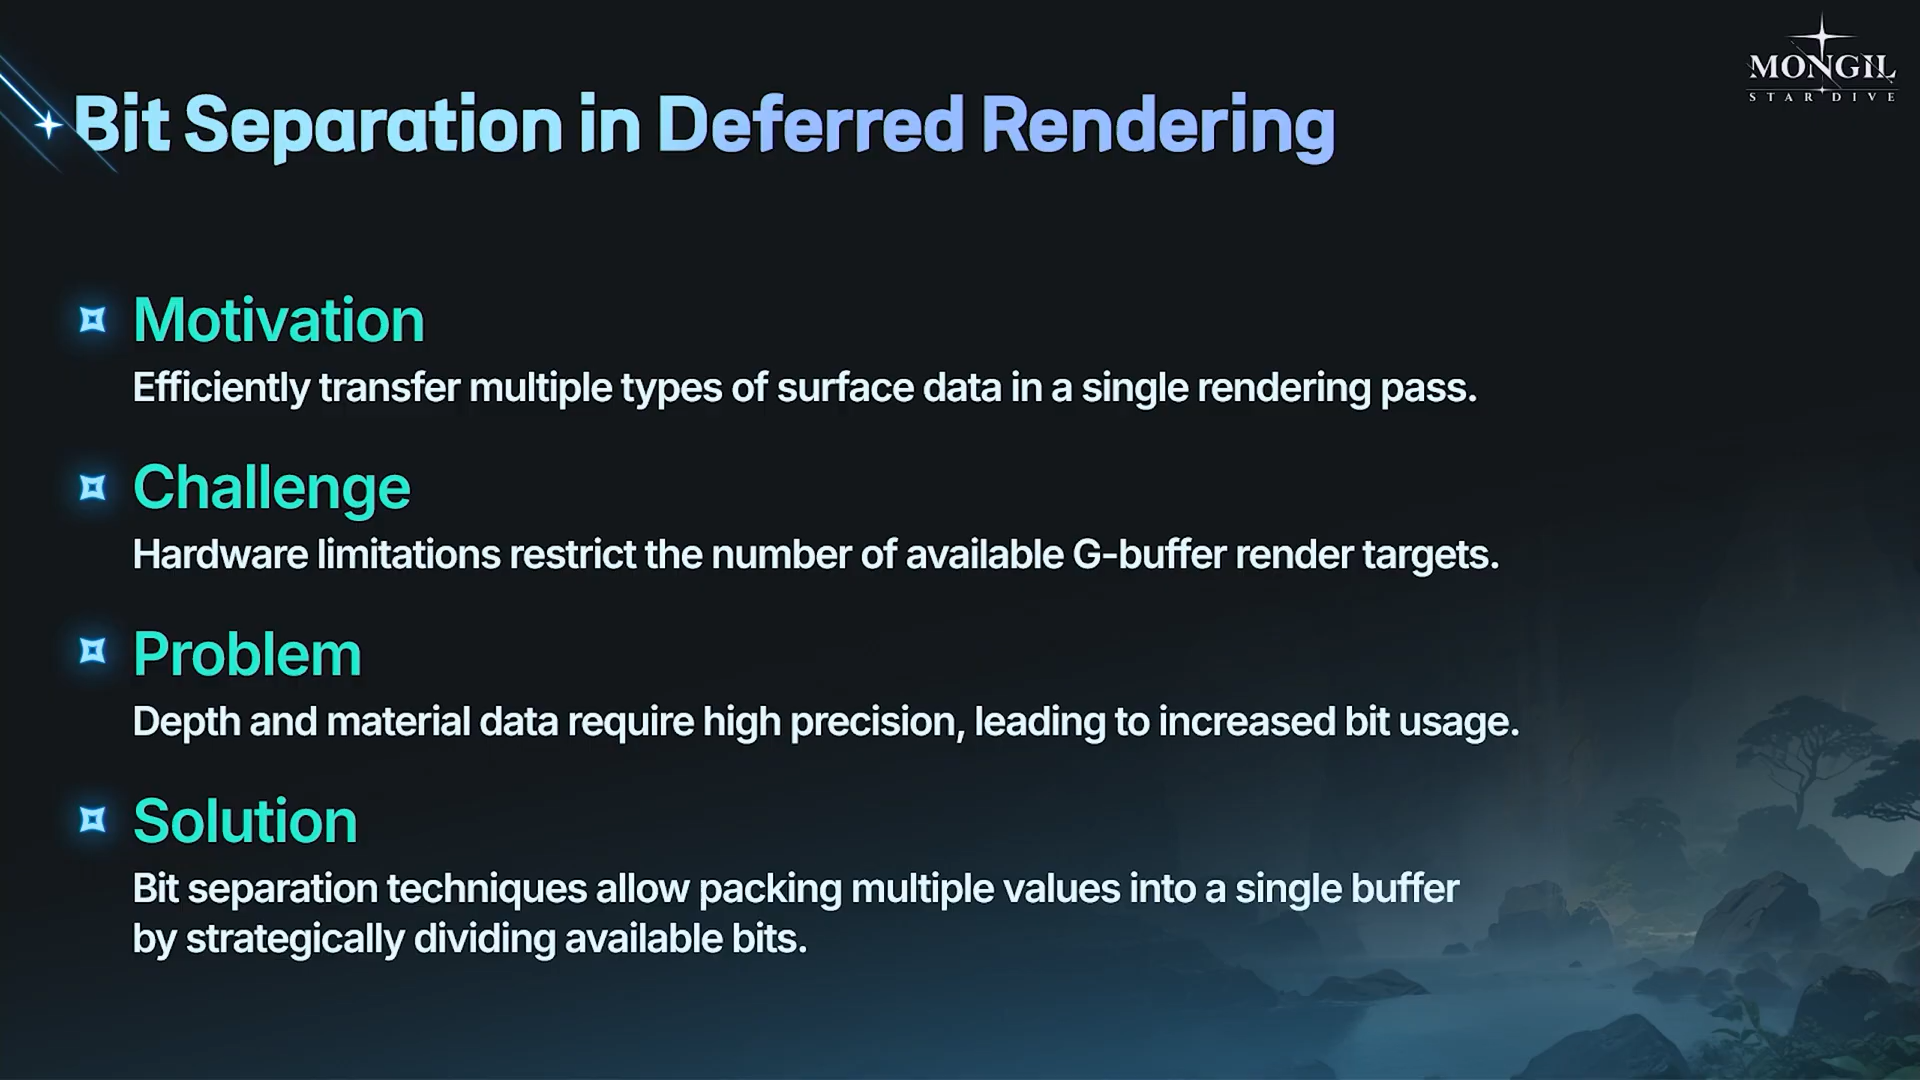 MONGIL
STAR DIVE
Bit Separation in Deferred Rendering
Motivation
Efficiently transfer multiple types of surface data in a single rendering pass.
Challenge
Hardware limitations restrict the number of available G-buffer render targets.
Problem
Depth and material data require high precision, leading to increased bit usage.
Solution
Bit separation techniques allow packing multiple values into a single buffer
by strategically dividing available bits.